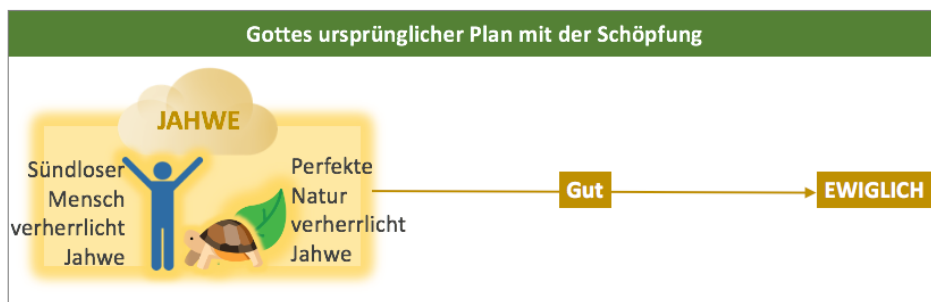 Gottes ursprünglicher Plan mit der Schöpfung
JAHWE
Sündloser
Mensch
verherrlicht
Jahwe
Perfekte
Natur
verherrlicht
Jahwe
Gut
EWIGLICH